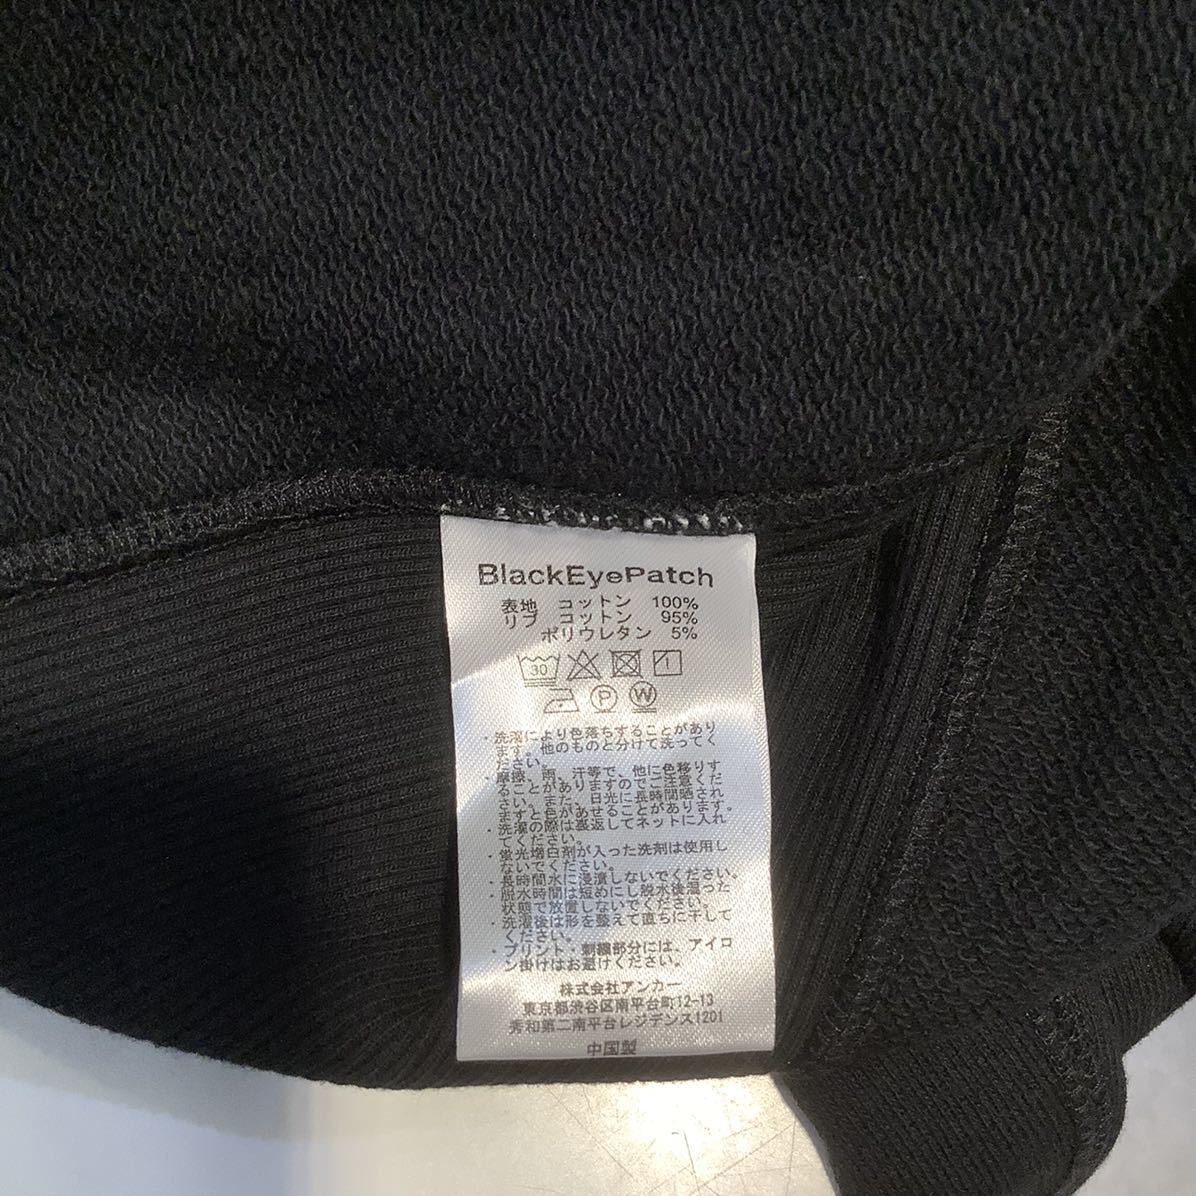 BlackEyePatch
表地 コットン 100%
リブ コットン 95%
ポリウレタン 5%
30
P W
・洗濯により色落ちすることがあり
ます。他のものと分けて洗ってく
ださい。
・摩擦、雨、汗等で、他に色移りす
ることがありますのでご注意くだ
さい。また、日光に長時間晒され
ますと色があせることがあります。
・洗濯の際は裏返してネットに入れ
てください。
・蛍光増白剤が入った洗剤は使用し
ないでください。
・長時間水に浸漬しないでください。
・脱水時間は短めにし脱水後湿った
状態で放置しないでください。
・洗濯後は形を整えて直ちに干して
ください。
・プリント・刺繍部分には、アイロ
ン掛けはお避けください。
株式会社アンカー
東京都渋谷区南平台町12-13
秀和第二南平台レジデンス1201
中国製